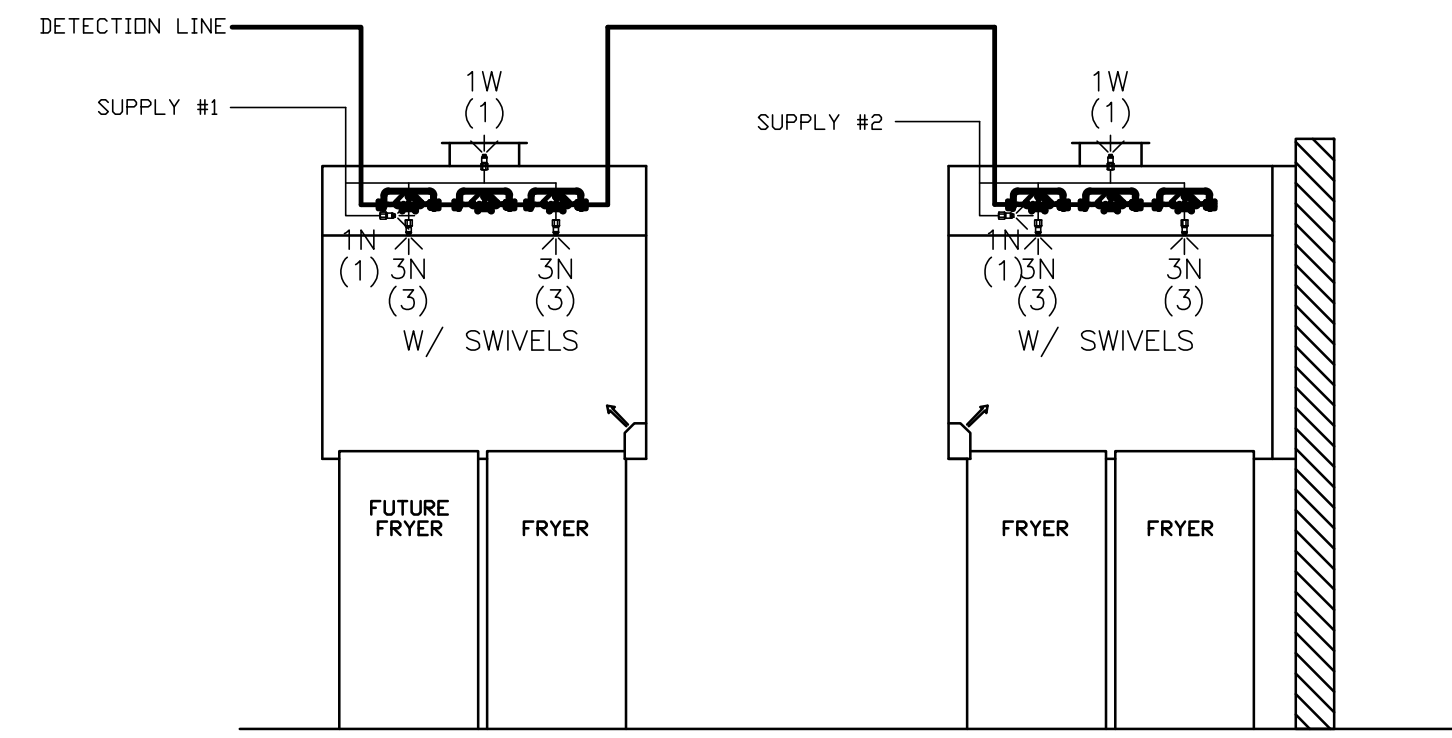 DETECTION LINE
SUPPLY #1
1W
(1)
SUPPLY #2
1W
(1)
1N
(1)
3N
(3)
3N
(3)
W/ SWIVELS
1N
(1)
3N
(3)
3N
(3)
W/ SWIVELS
FUTURE
FRYER
FRYER
FRYER
FRYER